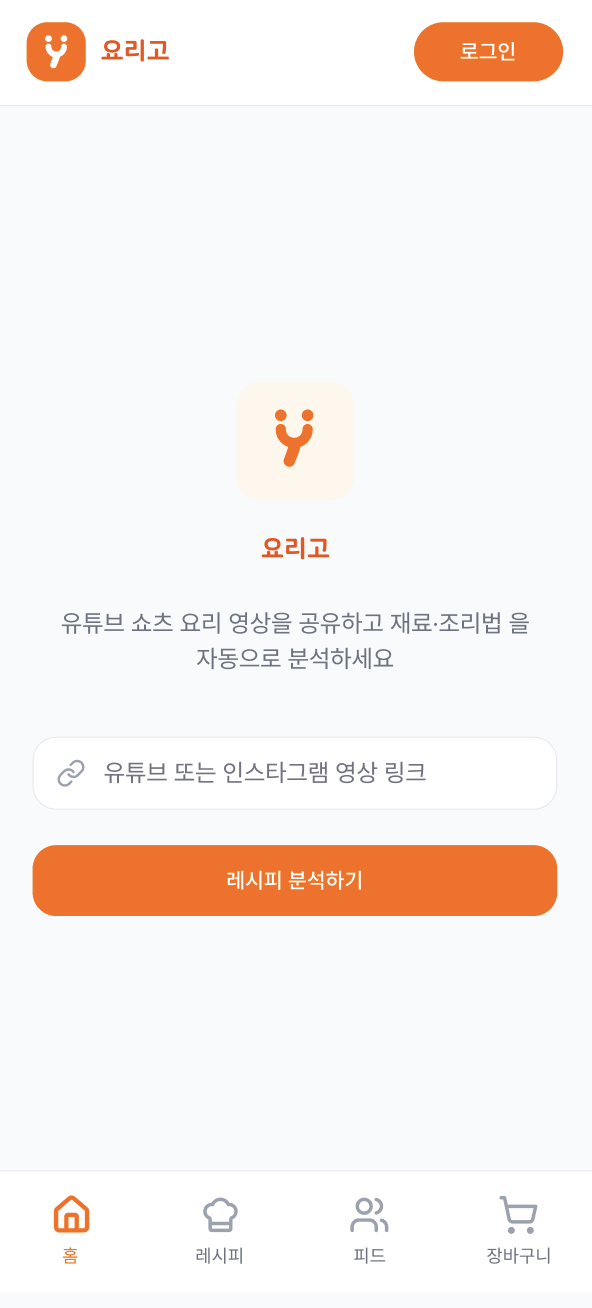 요리고
로그인
요리고
유튜브 쇼츠 요리 영상을 공유하고 재료·조리법 을
자동으로 분석하세요
유튜브 또는 인스타그램 영상 링크
레시피 분석하기
홈
레시피
피드
장바구니